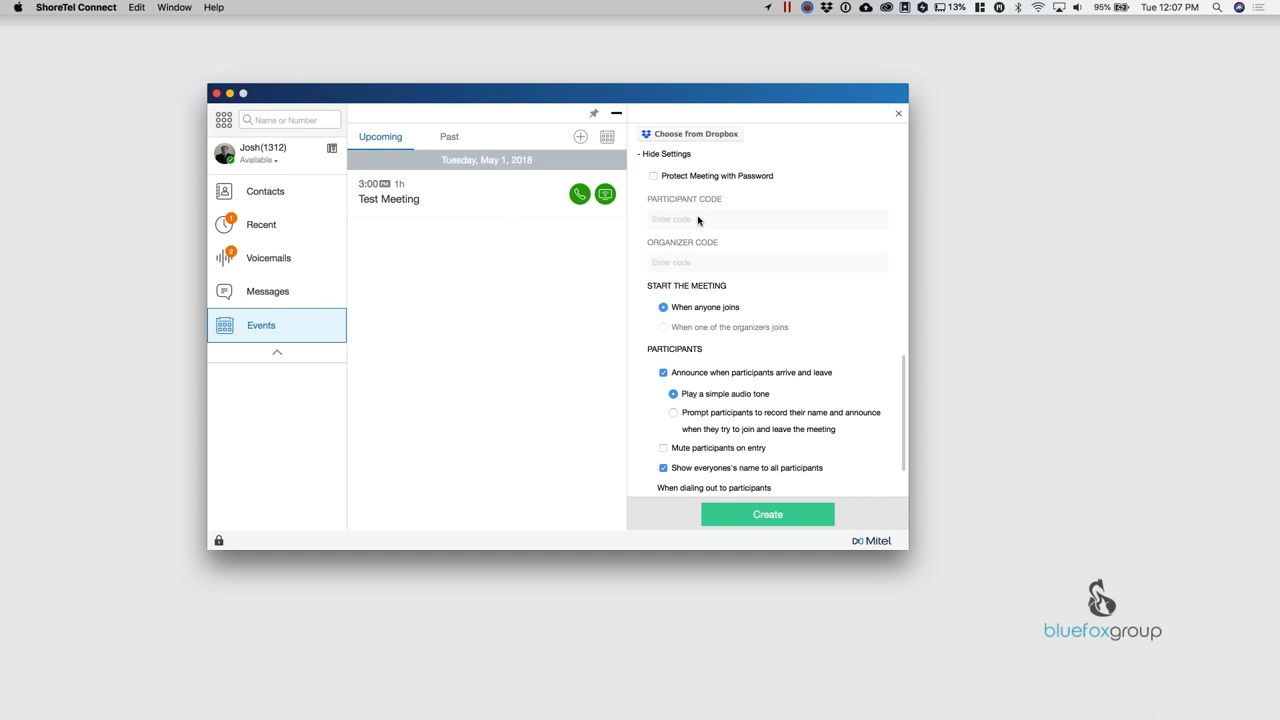 ShoreTel Connect Edit Window Help
13% 95% Tue 12:07 PM
Name or Number
Josh(1312)
Available
Contacts
1
Recent
2
Voicemails
Messages
Events
Upcoming Past
Tuesday, May 1, 2018
3:00 PM 1h
Test Meeting
Choose from Dropbox
- Hide Settings
Protect Meeting with Password
PARTICIPANT CODE
Enter code
ORGANIZER CODE
Enter code
START THE MEETING
When anyone joins
When one of the organizers joins
PARTICIPANTS
Announce when participants arrive and leave
Play a simple audio tone
Prompt participants to record their name and announce
when they try to join and leave the meeting
Mute participants on entry
Show everyones's name to all participants
When dialing out to participants
Create
Mitel
bluefoxgroup